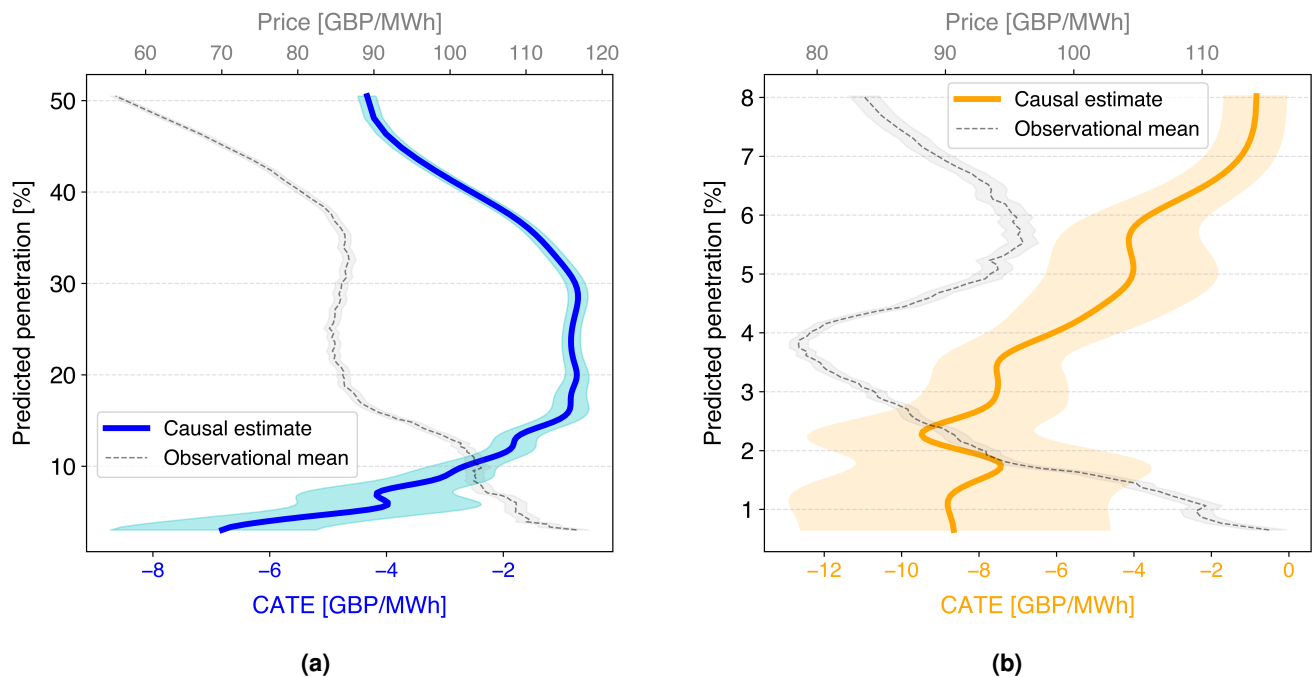 Price [GBP/MWh]
60 70 80 90 100 110 120
Predicted penetration [%]
50
40
30
20
10
Causal estimate
Observational mean
−8 −6 −4 −2
CATE [GBP/MWh]
(a)
Price [GBP/MWh]
80 90 100 110
Predicted penetration [%]
8
7
6
5
4
3
2
1
Causal estimate
Observational mean
−12 −10 −8 −6 −4 −2 0
CATE [GBP/MWh]
(b)